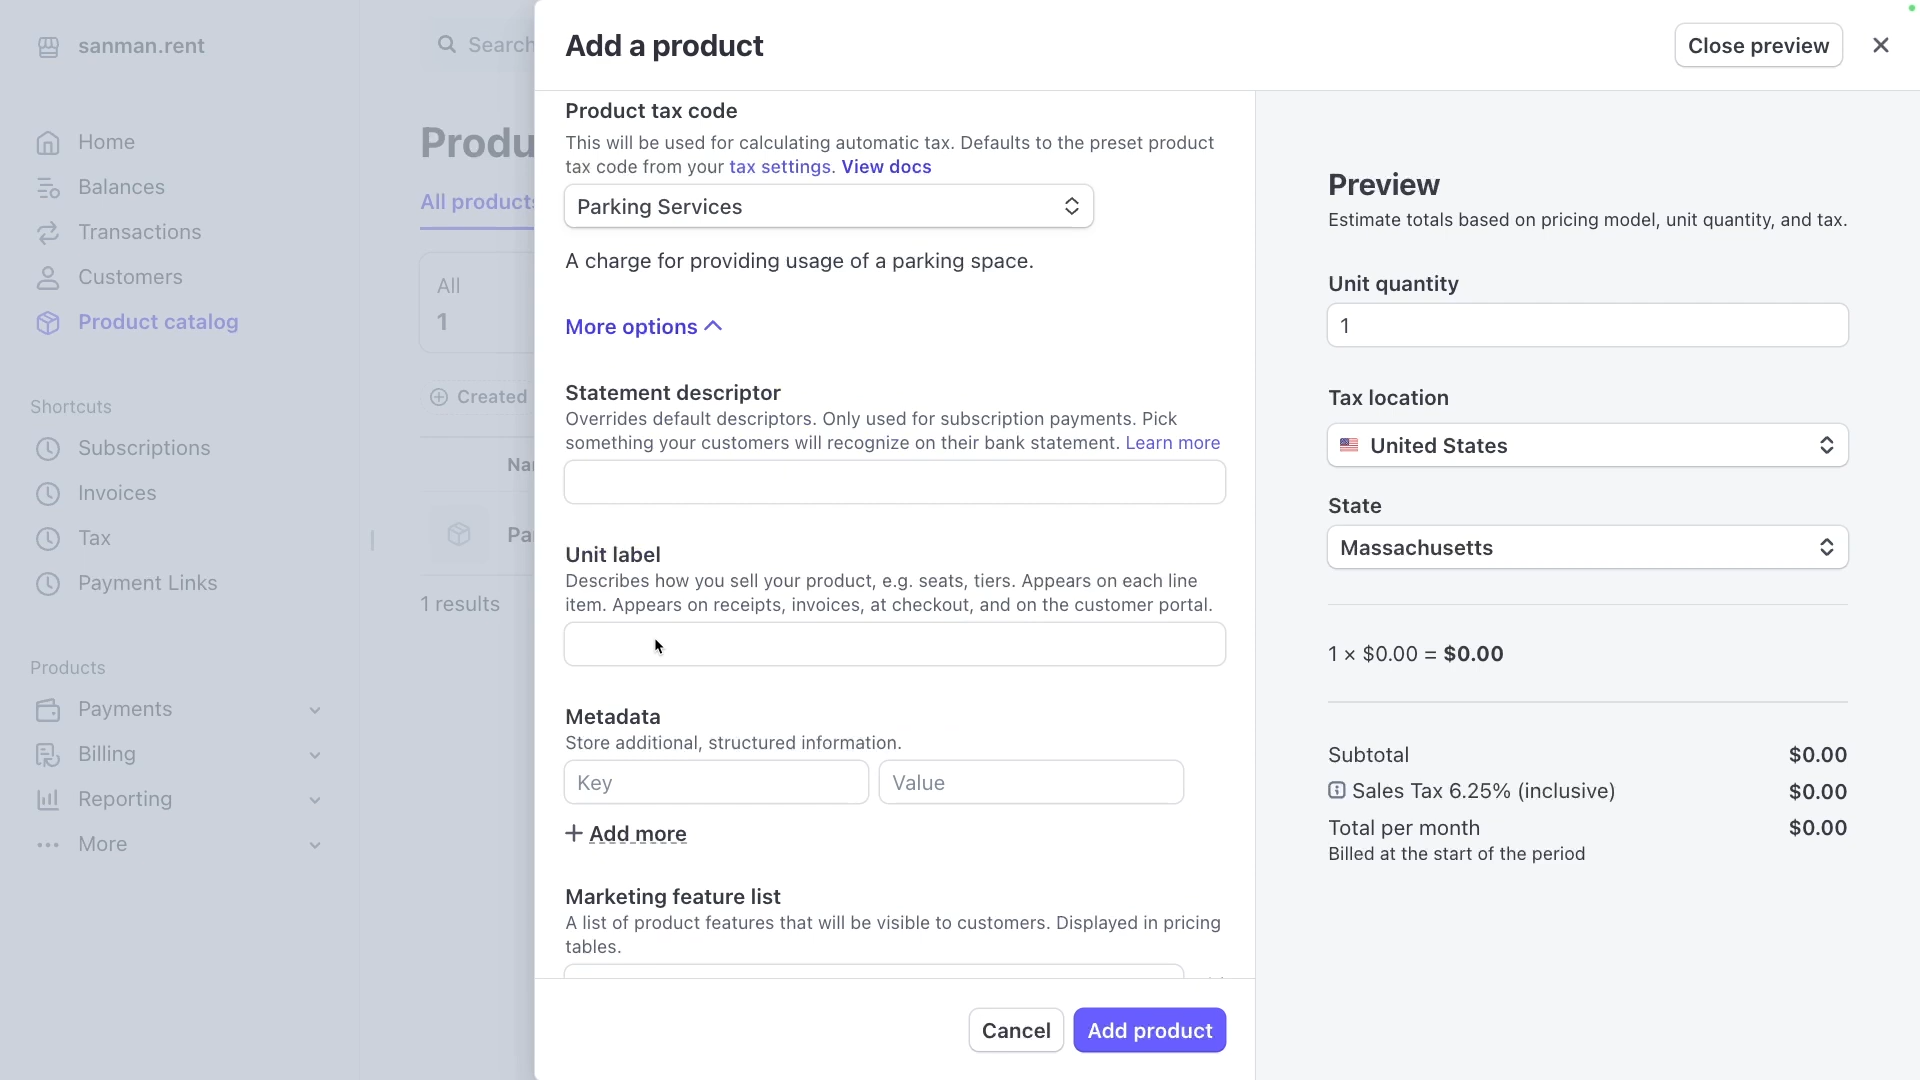 sanman.rent
Home
Balances
Transactions
Customers
Product catalog
Shortcuts
Subscriptions
Invoices
Tax
Payment Links
Products
Payments
Billing
Reporting
More
Search
Produ
All products
All
1
Created
Na
Pa
1 results
Add a product
Close preview
Product tax code
This will be used for calculating automatic tax. Defaults to the preset product
tax code from your tax settings. View docs
Parking Services
A charge for providing usage of a parking space.
More options
Statement descriptor
Overrides default descriptors. Only used for subscription payments. Pick
something your customers will recognize on their bank statement. Learn more
Unit label
Describes how you sell your product, e.g. seats, tiers. Appears on each line
item. Appears on receipts, invoices, at checkout, and on the customer portal.
Metadata
Store additional, structured information.
Key Value
+ Add more
Marketing feature list
A list of product features that will be visible to customers. Displayed in pricing
tables.
Cancel Add product
Preview
Estimate totals based on pricing model, unit quantity, and tax.
Unit quantity
1
Tax location
United States
State
Massachusetts
1 × $0.00 = $0.00
Subtotal $0.00
Sales Tax 6.25% (inclusive) $0.00
Total per month $0.00
Billed at the start of the period